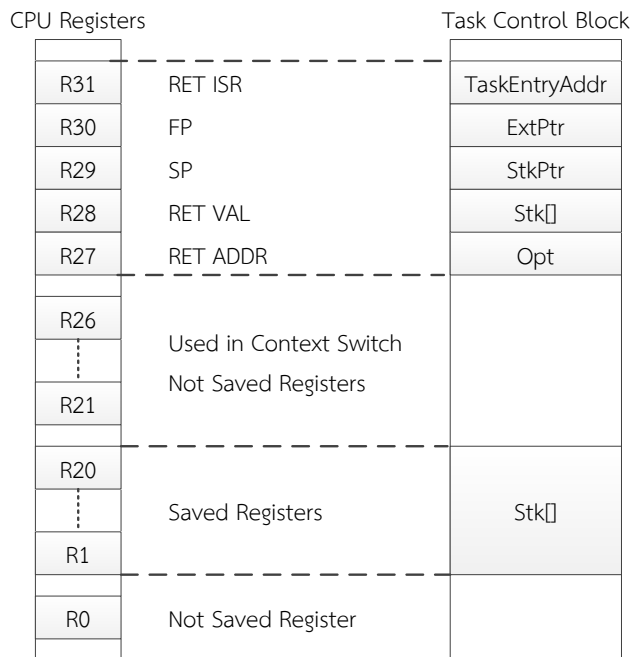 CPU Registers Task Control Block
R31 RET ISR TaskEntryAddr
R30 FP ExtPtr
R29 SP StkPtr
R28 RET VAL Stk[]
R27 RET ADDR Opt
R26
Used in Context Switch
Not Saved Registers
R21
R20
Saved Registers Stk[]
R1
R0 Not Saved Register